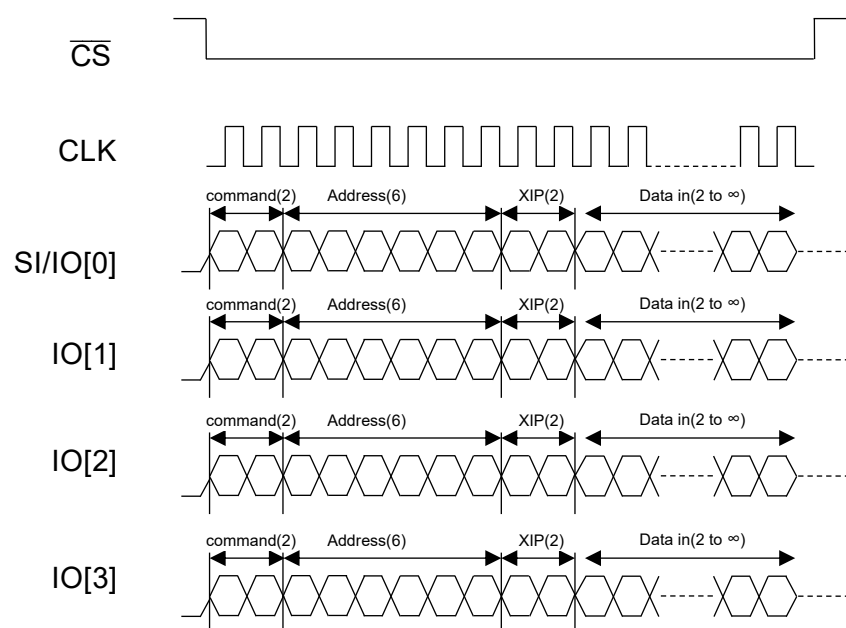 C̅S̅
CLK
command(2) Address(6) XIP(2) Data in(2 to ∞)
SI/IO[0]
command(2) Address(6) XIP(2) Data in(2 to ∞)
IO[1]
command(2) Address(6) XIP(2) Data in(2 to ∞)
IO[2]
command(2) Address(6) XIP(2) Data in(2 to ∞)
IO[3]